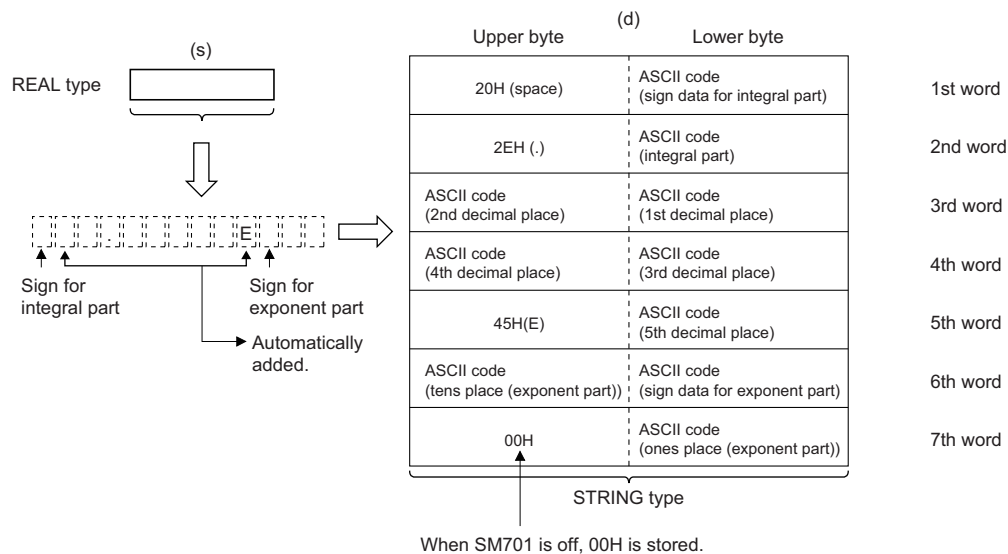 (s)
REAL type
(d)
Upper byte
Lower byte
20H (space)
ASCII code
(sign data for integral part)
1st word
2EH (.)
ASCII code
(integral part)
2nd word
ASCII code
(2nd decimal place)
ASCII code
(1st decimal place)
3rd word
ASCII code
(4th decimal place)
ASCII code
(3rd decimal place)
4th word
45H(E)
ASCII code
(5th decimal place)
5th word
ASCII code
(tens place (exponent part))
ASCII code
(sign data for exponent part)
6th word
00H
ASCII code
(ones place (exponent part))
7th word
. E
Sign for
integral part
Sign for
exponent part
Automatically
added.
STRING type
When SM701 is off, 00H is stored.